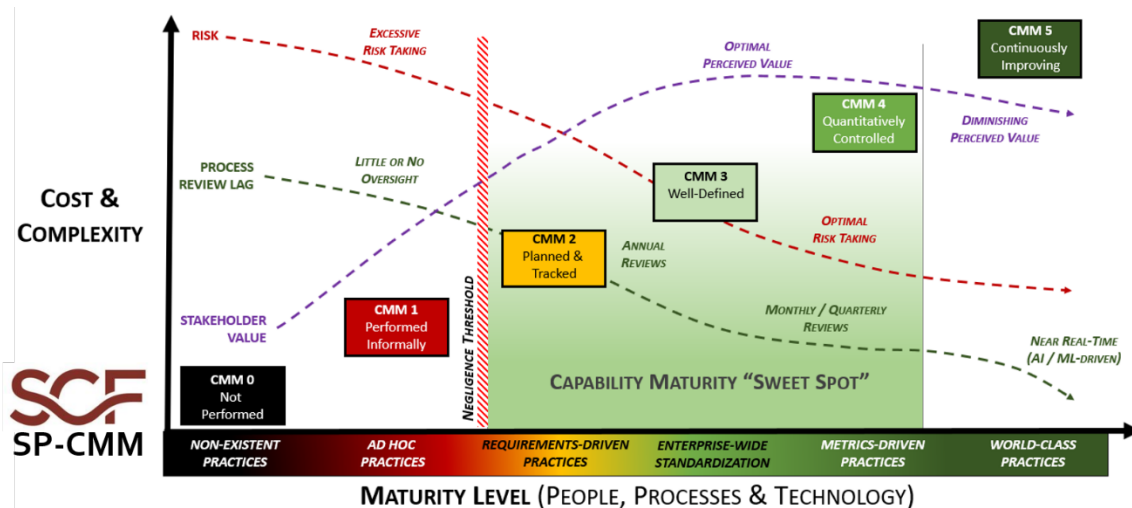 RISK
EXCESSIVE
RISK TAKING
OPTIMAL
PERCEIVED VALUE
CMM 5
Continuously
Improving
CMM 4
Quantitatively
Controlled
DIMINISHING
PERCEIVED VALUE
PROCESS
REVIEW LAG
LITTLE OR NO
OVERSIGHT
CMM 3
Well-Defined
COST &
COMPLEXITY
CMM 2
Planned &
Tracked
ANNUAL
REVIEWS
OPTIMAL
RISK TAKING
NEGLIGENCE THRESHOLD
STAKEHOLDER
VALUE
CMM 1
Performed
Informally
MONTHLY / QUARTERLY
REVIEWS
NEAR REAL-TIME
(AI / ML-DRIVEN)
CMM 0
Not
Performed
CAPABILITY MATURITY “SWEET SPOT”
SCF
SP-CMM
NON-EXISTENT
PRACTICES
AD HOC
PRACTICES
REQUIREMENTS-DRIVEN
PRACTICES
ENTERPRISE-WIDE
STANDARDIZATION
METRICS-DRIVEN
PRACTICES
WORLD-CLASS
PRACTICES
MATURITY LEVEL (PEOPLE, PROCESSES & TECHNOLOGY)